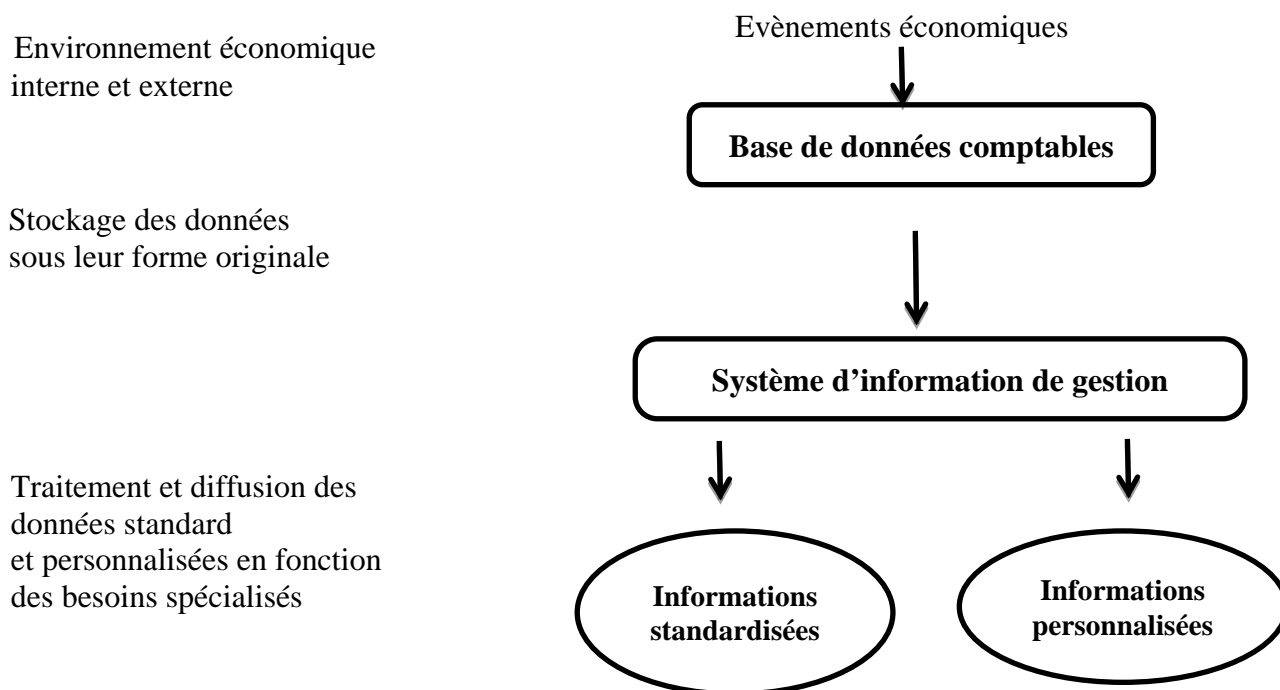 Environnement économique
interne et externe
Evènements économiques
Base de données comptables
Stockage des données
sous leur forme originale
Système d’information de gestion
Traitement et diffusion des
données standard
et personnalisées en fonction
des besoins spécialisés
Informations
standardisées
Informations
personnalisées